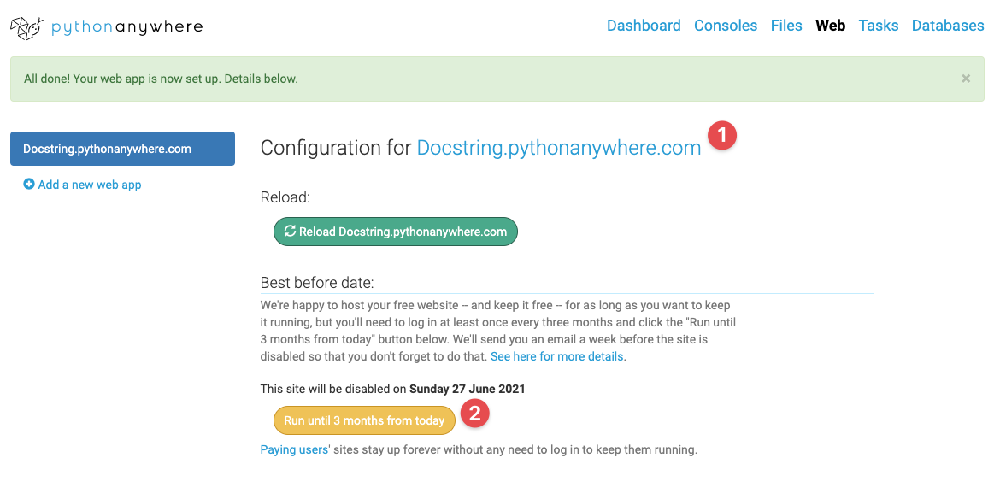 pythonanywhere
Dashboard Consoles Files Web Tasks Databases
All done! Your web app is now set up. Details below. ×
Docstring.pythonanywhere.com
Add a new web app
Configuration for Docstring.pythonanywhere.com 1
Reload:
Reload Docstring.pythonanywhere.com
Best before date:
We're happy to host your free website -- and keep it free -- for as long as you want to keep
it running, but you'll need to log in at least once every three months and click the "Run until
3 months from today" button below. We'll send you an email a week before the site is
disabled so that you don't forget to do that. See here for more details.
This site will be disabled on Sunday 27 June 2021
Run until 3 months from today 2
Paying users' sites stay up forever without any need to log in to keep them running.